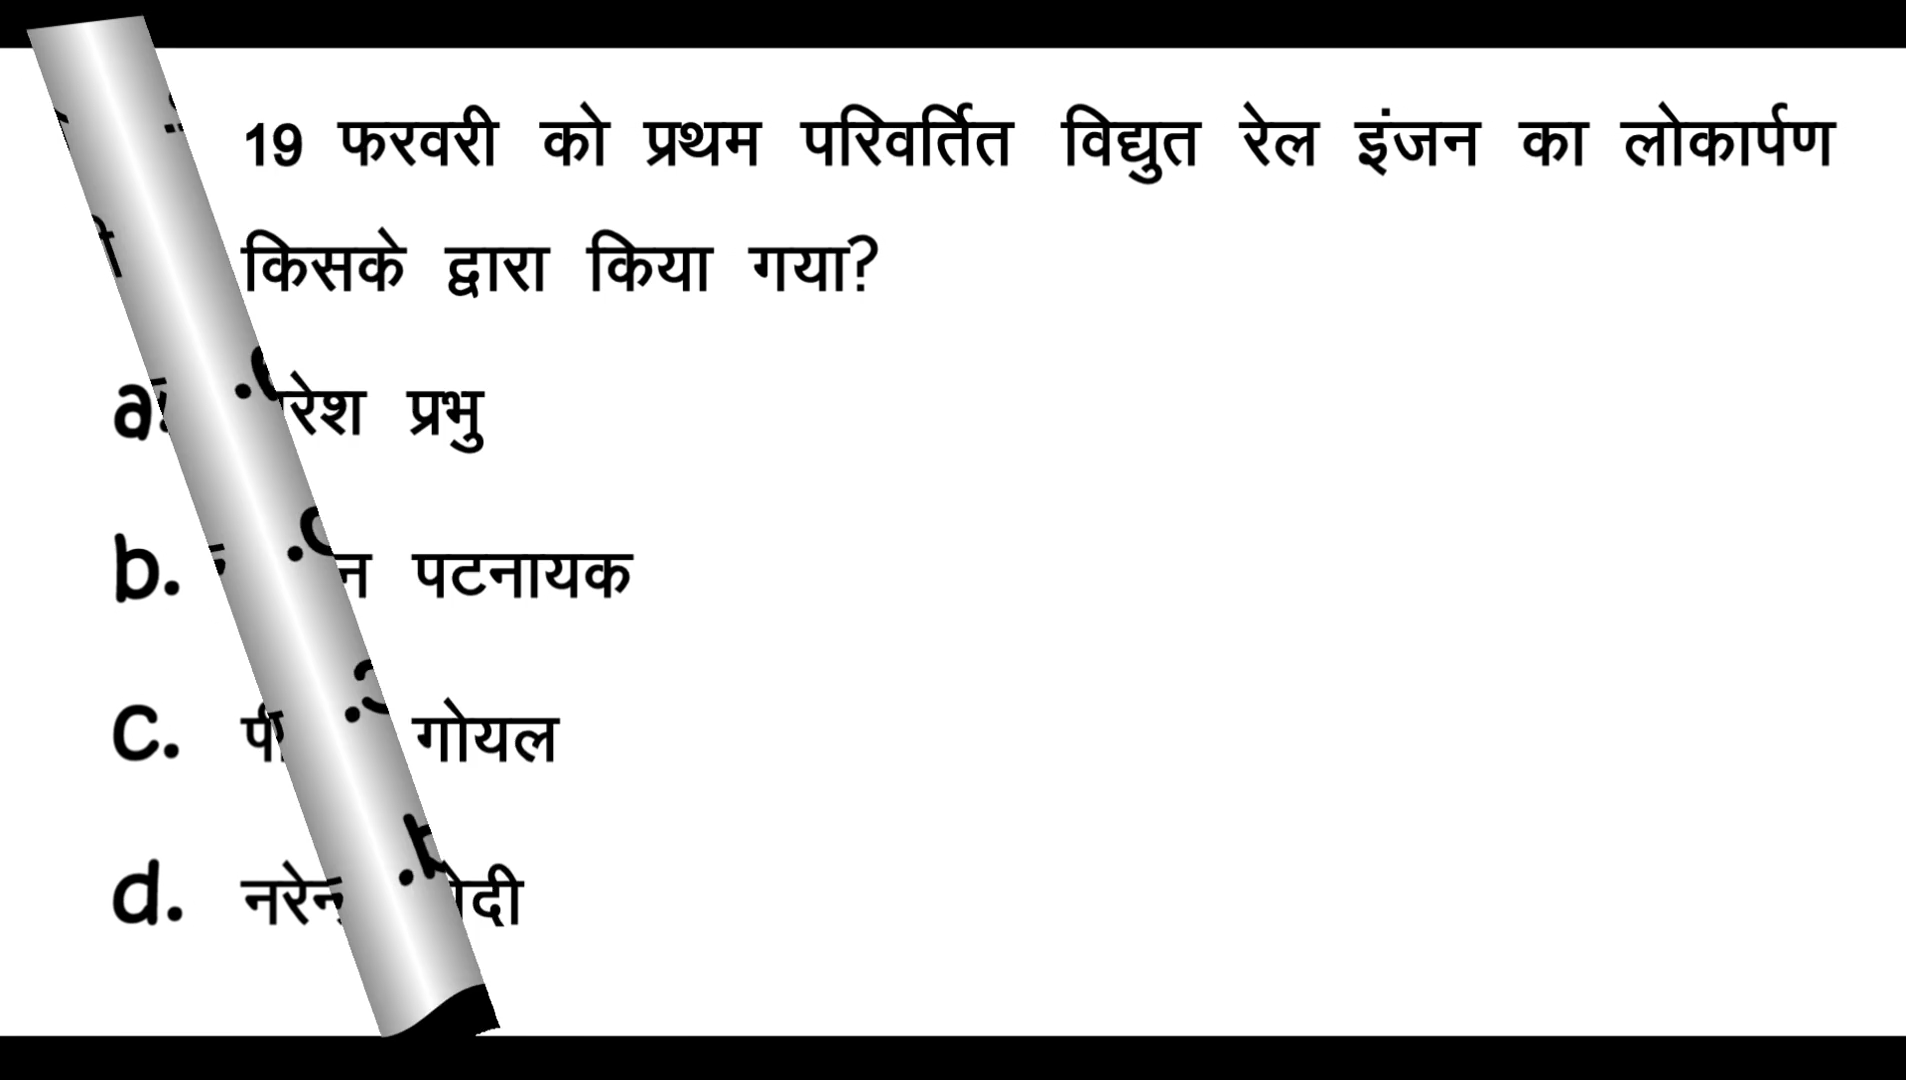 19 फरवरी को प्रथम परिवर्तित विद्युत रेल इंजन का लोकार्पण
किसके द्वारा किया गया?
a. प्रभु
b. पटनायक
c. गोयल
d.